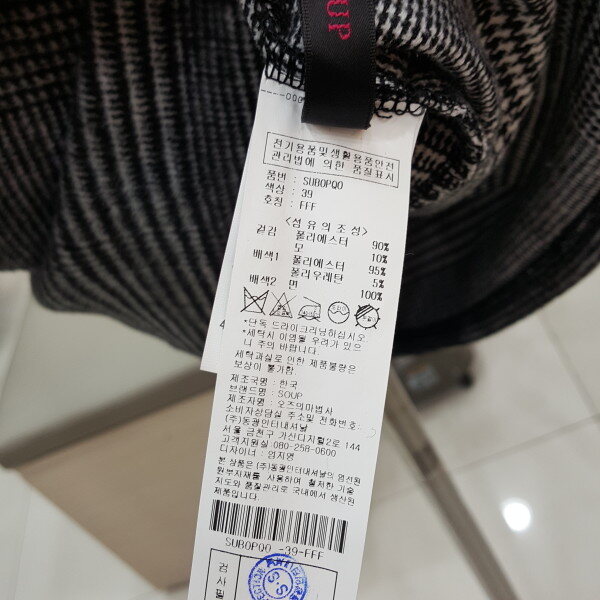 SOUP
전기용품및생활용품안전
관리법에 의한 품질표시
품번 : SUBOPQO
색상 : 39
호칭 : FFF
<섬유의조성>
겉감 폴리에스터 90%
모 10%
배색1 폴리에스터 95%
폴리우레탄 5%
배색2 면 100%
*단독 드라이크리닝하십시오
*세탁시 이염될 우려가 있으
니 주의 바랍니다.
세탁과실로 인한 제품불량은
보상이 불가함
제조국명 : 한국
브랜드명 : SOUP
제조자명 : 오즈의마법사
소비자상담실 주소및 전화번호:
(주)동광인터내셔날
서울 금천구 가산디지털2로 144
고객지원실 : 080-258-0600
디자이너 : 엄지영
본 상품은 (주)동광인터내셔날의 엄선된
원부자재를 사용하여 철저한 기술
지도와 품질관리로 국내에서 생산된
제품입니다.
SUBOPQO -39-FFF
검
사
필
S.S